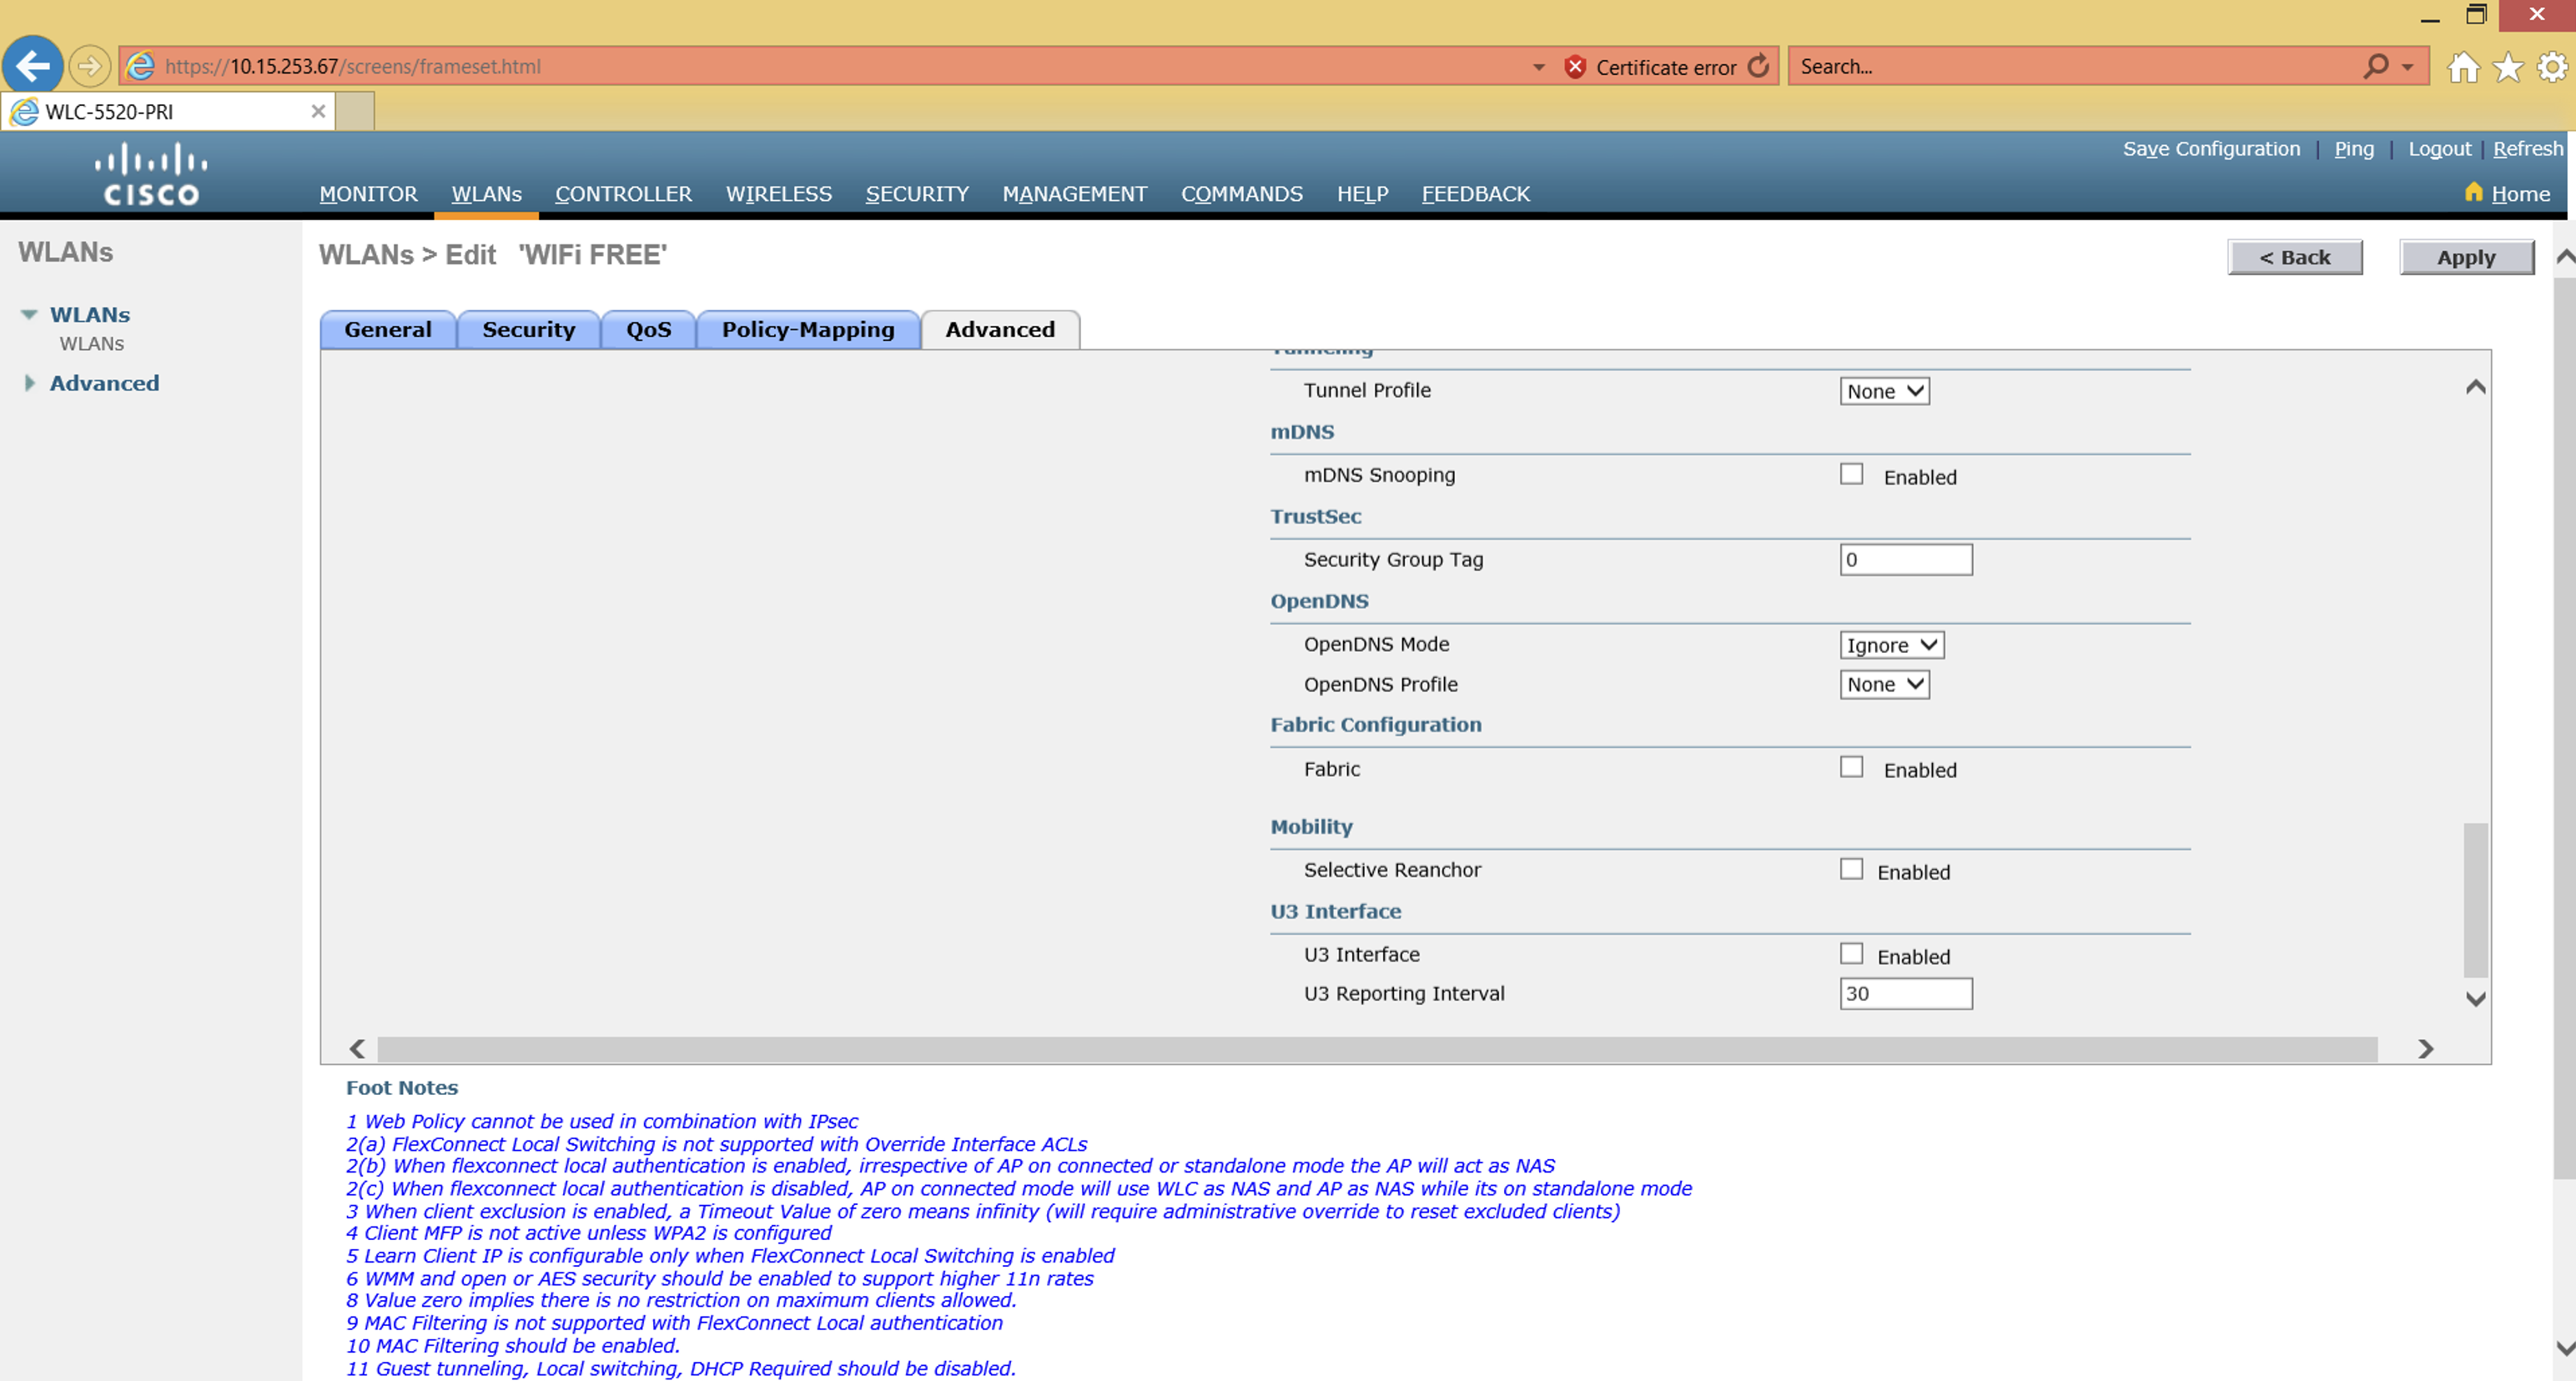 https://10.15.253.67/screens/frameset.html
Certificate error
Search...
WLC-5520-PRI
Save Configuration | Ping | Logout | Refresh
CISCO
MONITOR WLANs CONTROLLER WIRELESS SECURITY MANAGEMENT COMMANDS HELP FEEDBACK
Home
WLANs
WLANs > Edit 'WIFi FREE'
< Back
Apply
WLANs
WLANs
Advanced
General Security QoS Policy-Mapping Advanced
Tunneling
Tunnel Profile None
mDNS
mDNS Snooping Enabled
TrustSec
Security Group Tag 0
OpenDNS
OpenDNS Mode Ignore
OpenDNS Profile None
Fabric Configuration
Fabric Enabled
Mobility
Selective Reanchor Enabled
U3 Interface
U3 Interface Enabled
U3 Reporting Interval 30
Foot Notes
1 Web Policy cannot be used in combination with IPsec
2(a) FlexConnect Local Switching is not supported with Override Interface ACLs
2(b) When flexconnect local authentication is enabled, irrespective of AP on connected or standalone mode the AP will act as NAS
2(c) When flexconnect local authentication is disabled, AP on connected mode will use WLC as NAS and AP as NAS while its on standalone mode
3 When client exclusion is enabled, a Timeout Value of zero means infinity (will require administrative override to reset excluded clients)
4 Client MFP is not active unless WPA2 is configured
5 Learn Client IP is configurable only when FlexConnect Local Switching is enabled
6 WMM and open or AES security should be enabled to support higher 11n rates
8 Value zero implies there is no restriction on maximum clients allowed.
9 MAC Filtering is not supported with FlexConnect Local authentication
10 MAC Filtering should be enabled.
11 Guest tunneling, Local switching, DHCP Required should be disabled.